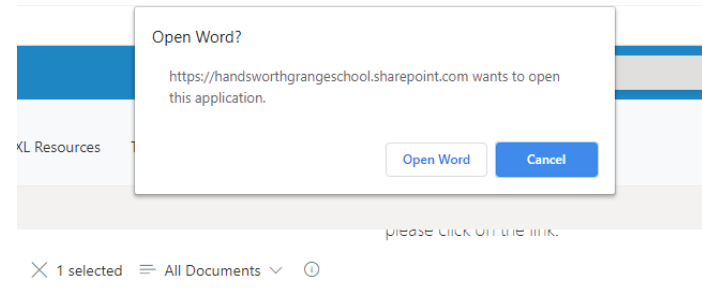 Open Word?
https://handsworthgrangeschool.sharepoint.com wants to open
this application.
Open Word Cancel
XL Resources
please click on the link.
1 selected All Documents